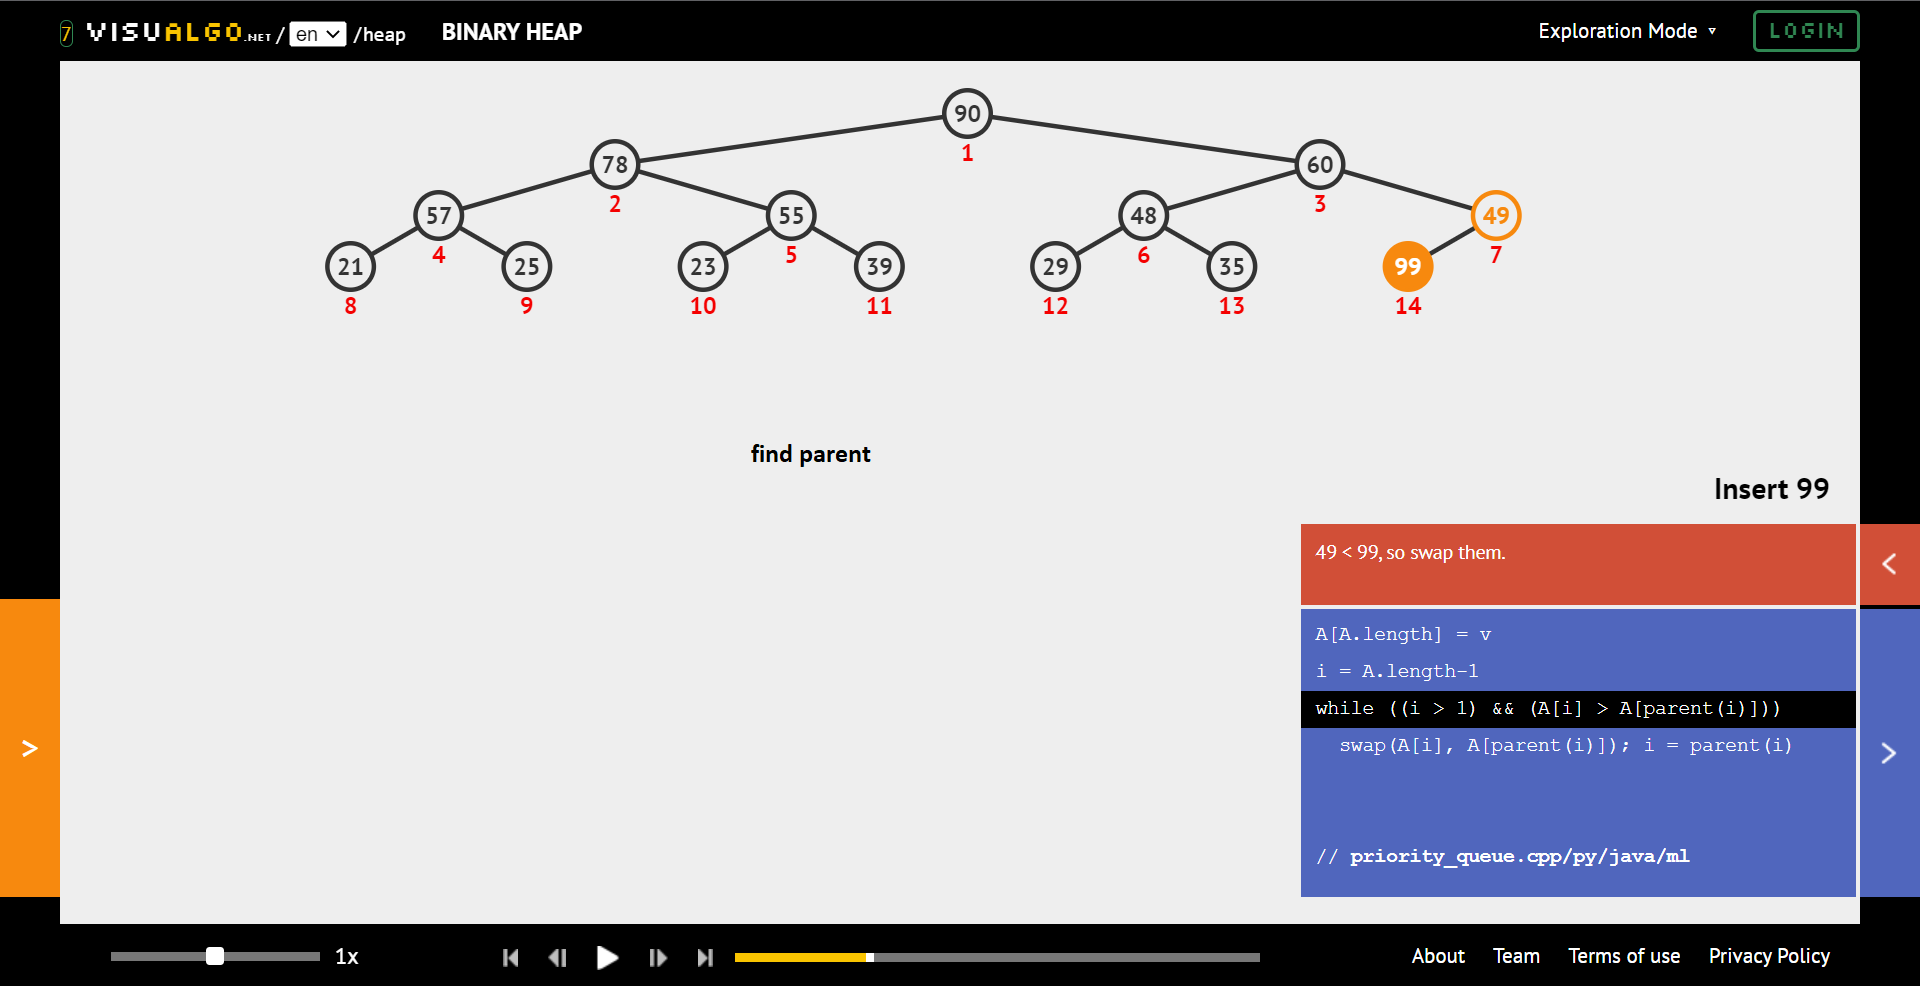 7 VISUALGO.NET / en /heap BINARY HEAP Exploration Mode ▾ LOGIN
90
1
78 60
2 3
57 55 48 49
4 5 6 7
21 25 23 39 29 35 99
8 9 10 11 12 13 14
find parent
Insert 99
49 < 99, so swap them.
<
A[A.length] = v
i = A.length-1
while ((i > 1) && (A[i] > A[parent(i)]))
swap(A[i], A[parent(i)]); i = parent(i)
>
>
// priority_queue.cpp/py/java/ml
1x About Team Terms of use Privacy Policy